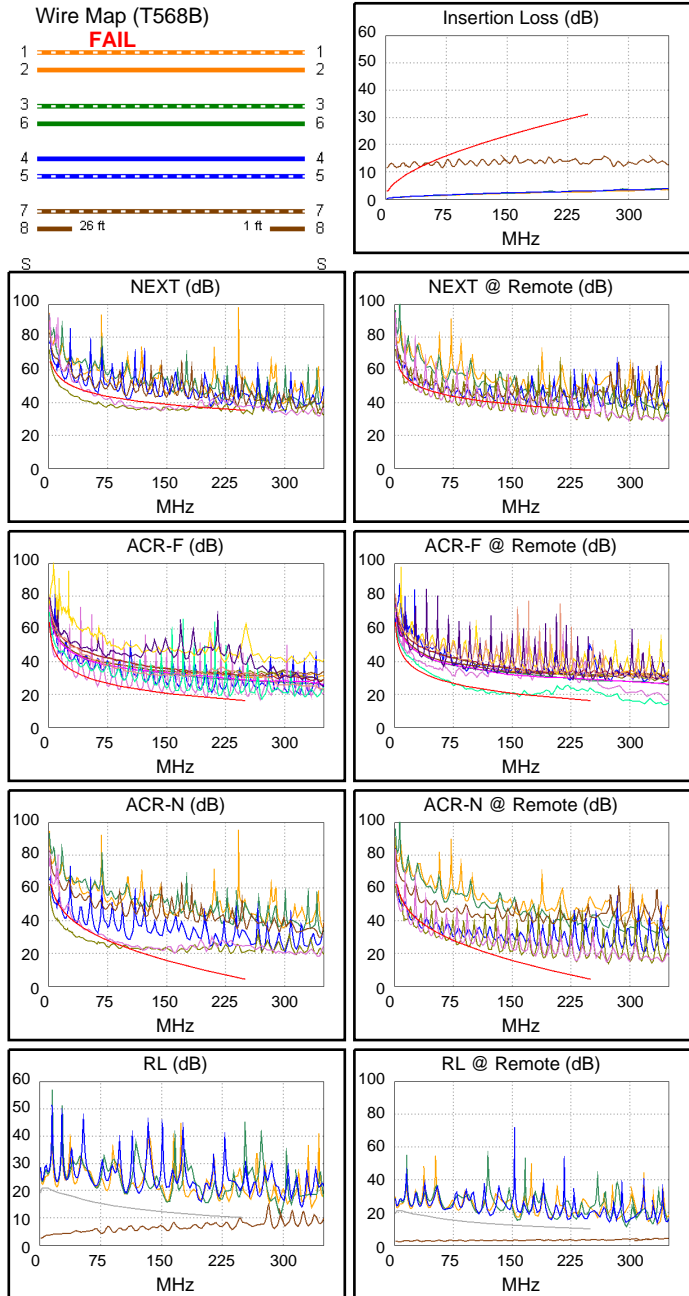 Wire Map (T568B)
FAIL
1 1
2 2
3 3
6 6
4 4
5 5
7 7
8 26 ft 1 ft 8
S S
Insertion Loss (dB)
60
50
40
30
20
10
0
0 75 150 225 300
MHz
NEXT (dB)
100
80
60
40
20
0
0 75 150 225 300
MHz
NEXT @ Remote (dB)
100
80
60
40
20
0
0 75 150 225 300
MHz
ACR-F (dB)
100
80
60
40
20
0
0 75 150 225 300
MHz
ACR-F @ Remote (dB)
100
80
60
40
20
0
0 75 150 225 300
MHz
ACR-N (dB)
100
80
60
40
20
0
0 75 150 225 300
MHz
ACR-N @ Remote (dB)
100
80
60
40
20
0
0 75 150 225 300
MHz
RL (dB)
60
50
40
30
20
10
0
0 75 150 225 300
MHz
RL @ Remote (dB)
100
80
60
40
20
0
0 75 150 225 300
MHz